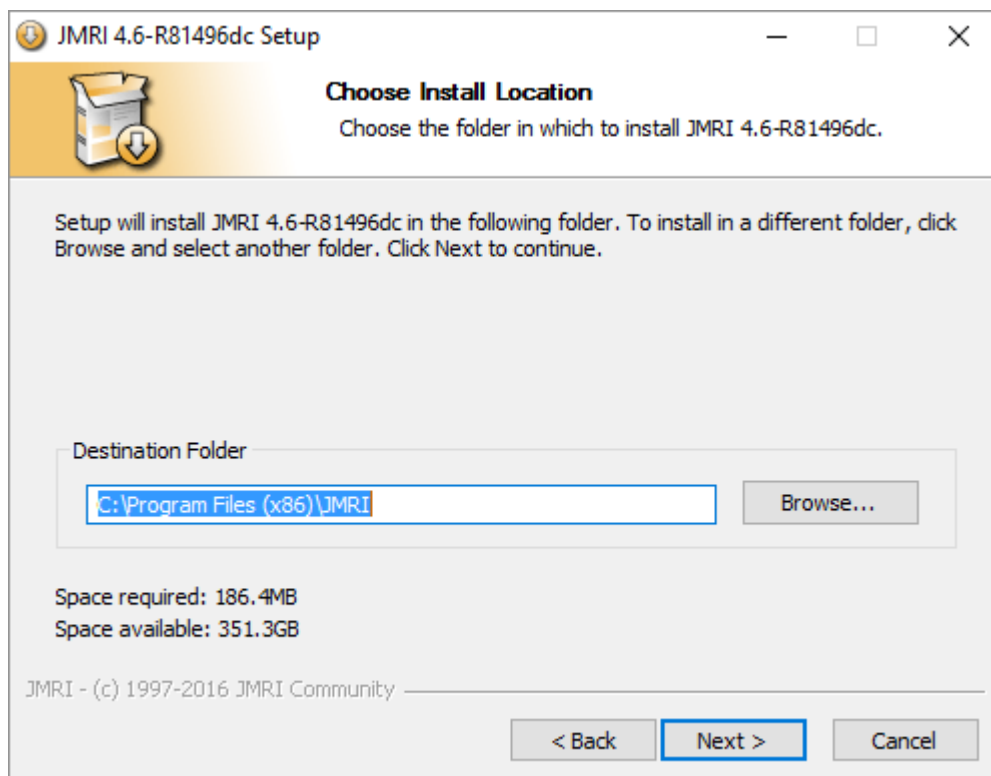 JMRI 4.6-R81496dc Setup
Choose Install Location
Choose the folder in which to install JMRI 4.6-R81496dc.
Setup will install JMRI 4.6-R81496dc in the following folder. To install in a different folder, click
Browse and select another folder. Click Next to continue.
Destination Folder
C:\Program Files (x86)\JMRI
Browse...
Space required: 186.4MB
Space available: 351.3GB
JMRI - (c) 1997-2016 JMRI Community
< Back
Next >
Cancel